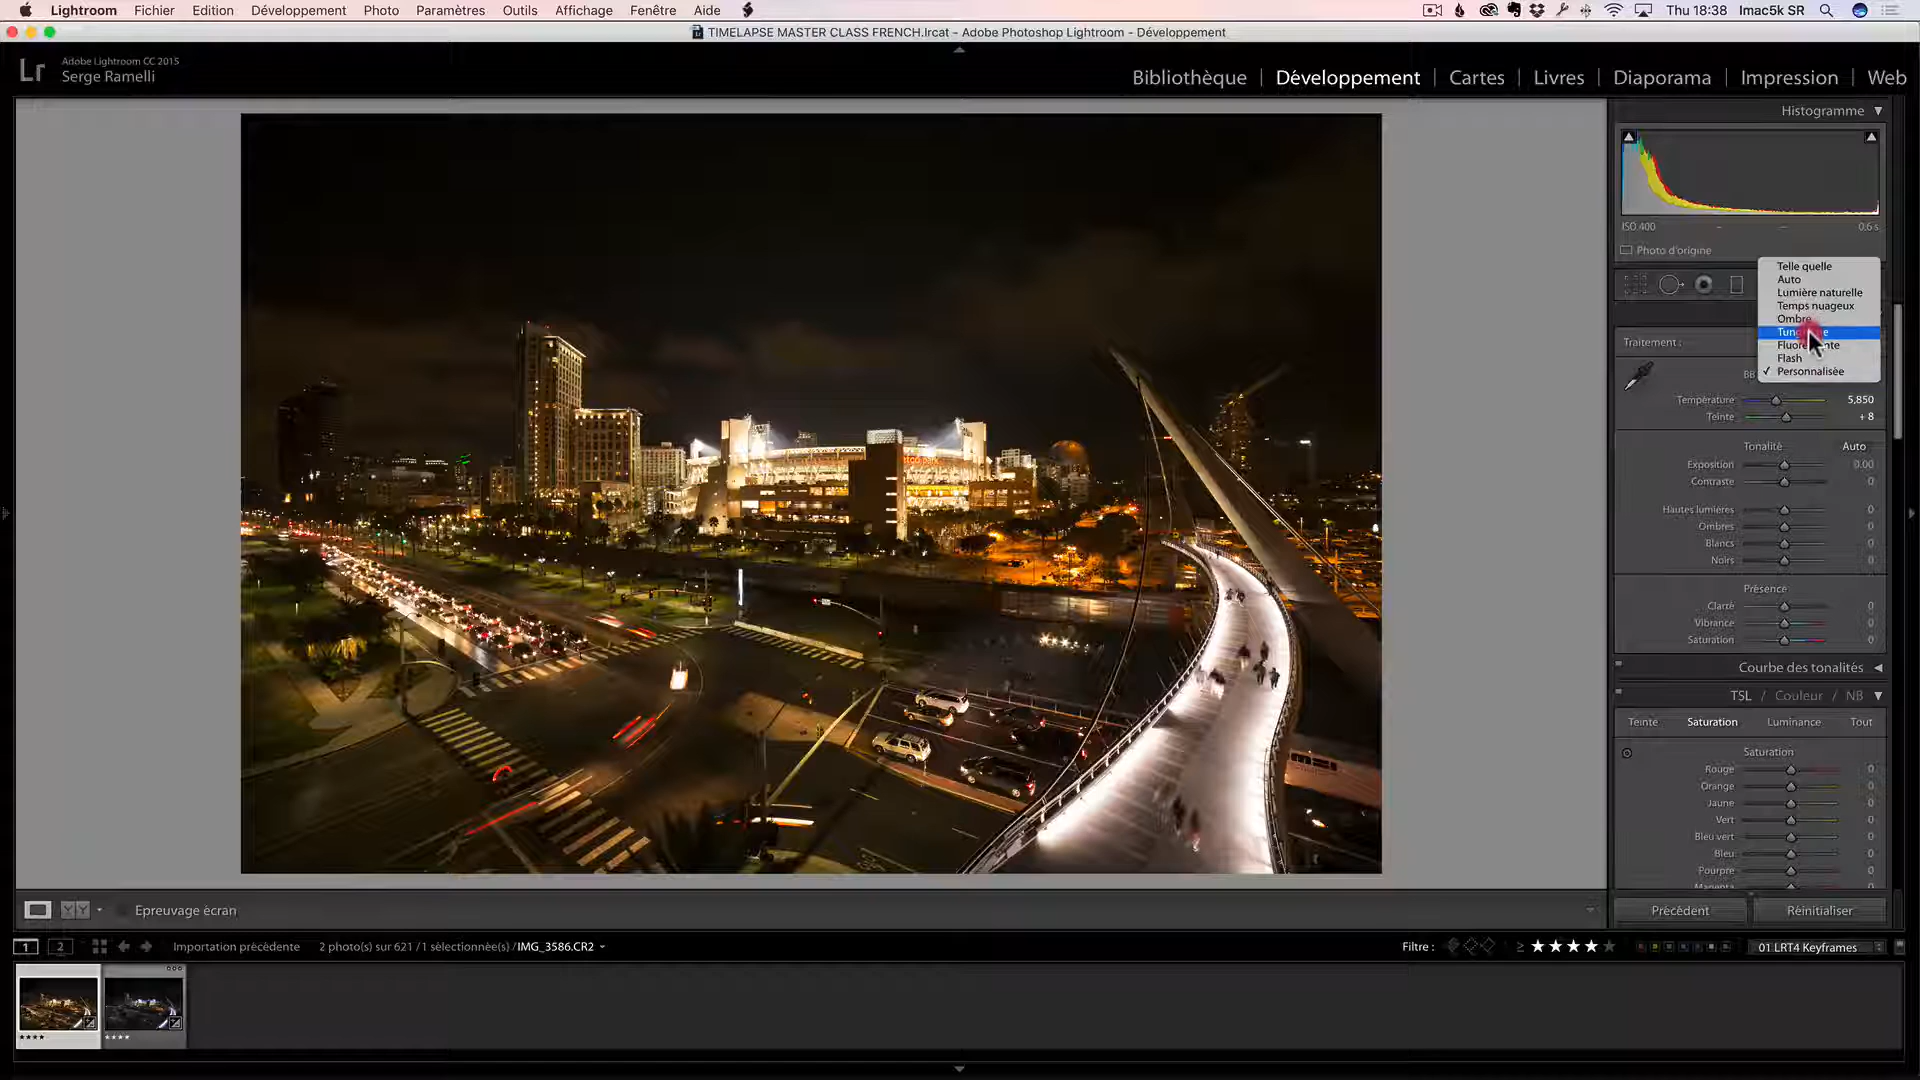 Lightroom Fichier Edition Développement Photo Paramètres Outils Affichage Fenêtre Aide Thu 18:38 Imac5k SR
TIMELAPSE MASTER CLASS FRENCH.lrcat - Adobe Photoshop Lightroom - Développement
Lr Adobe Lightroom CC 2015
Serge Ramelli
Bibliothèque | Développement | Cartes | Livres | Diaporama | Impression | Web
Histogramme
ISO 400 0.6 s
Photo d'origine
Telle quelle
Auto
Lumière naturelle
Temps nuageux
Ombre
Flash
✓ Personnalisée
Traitement :
Température 5,850
Teinte + 8
Tonalité Auto
Exposition 0.00
Contraste 0
Hautes lumières 0
Ombres 0
Blancs 0
Noirs 0
Présence
Clarté 0
Vibrance 0
Saturation 0
Courbe des tonalités
TSL / Couleur / NB
Teinte Saturation Luminance Tout
Saturation
Rouge 0
Orange 0
Jaune 0
Vert 0
Bleu vert 0
Bleu 0
Pourpre 0
Magenta
YY Epreuvage écran
Précédent Réinitialiser
1 2 Importation précédente 2 photo(s) sur 621 / 1 sélectionnée(s) / IMG_3586.CR2 Filtre : ≥ ★★★★★ 01 LRT4 Keyframes
★★★★ ★★★★